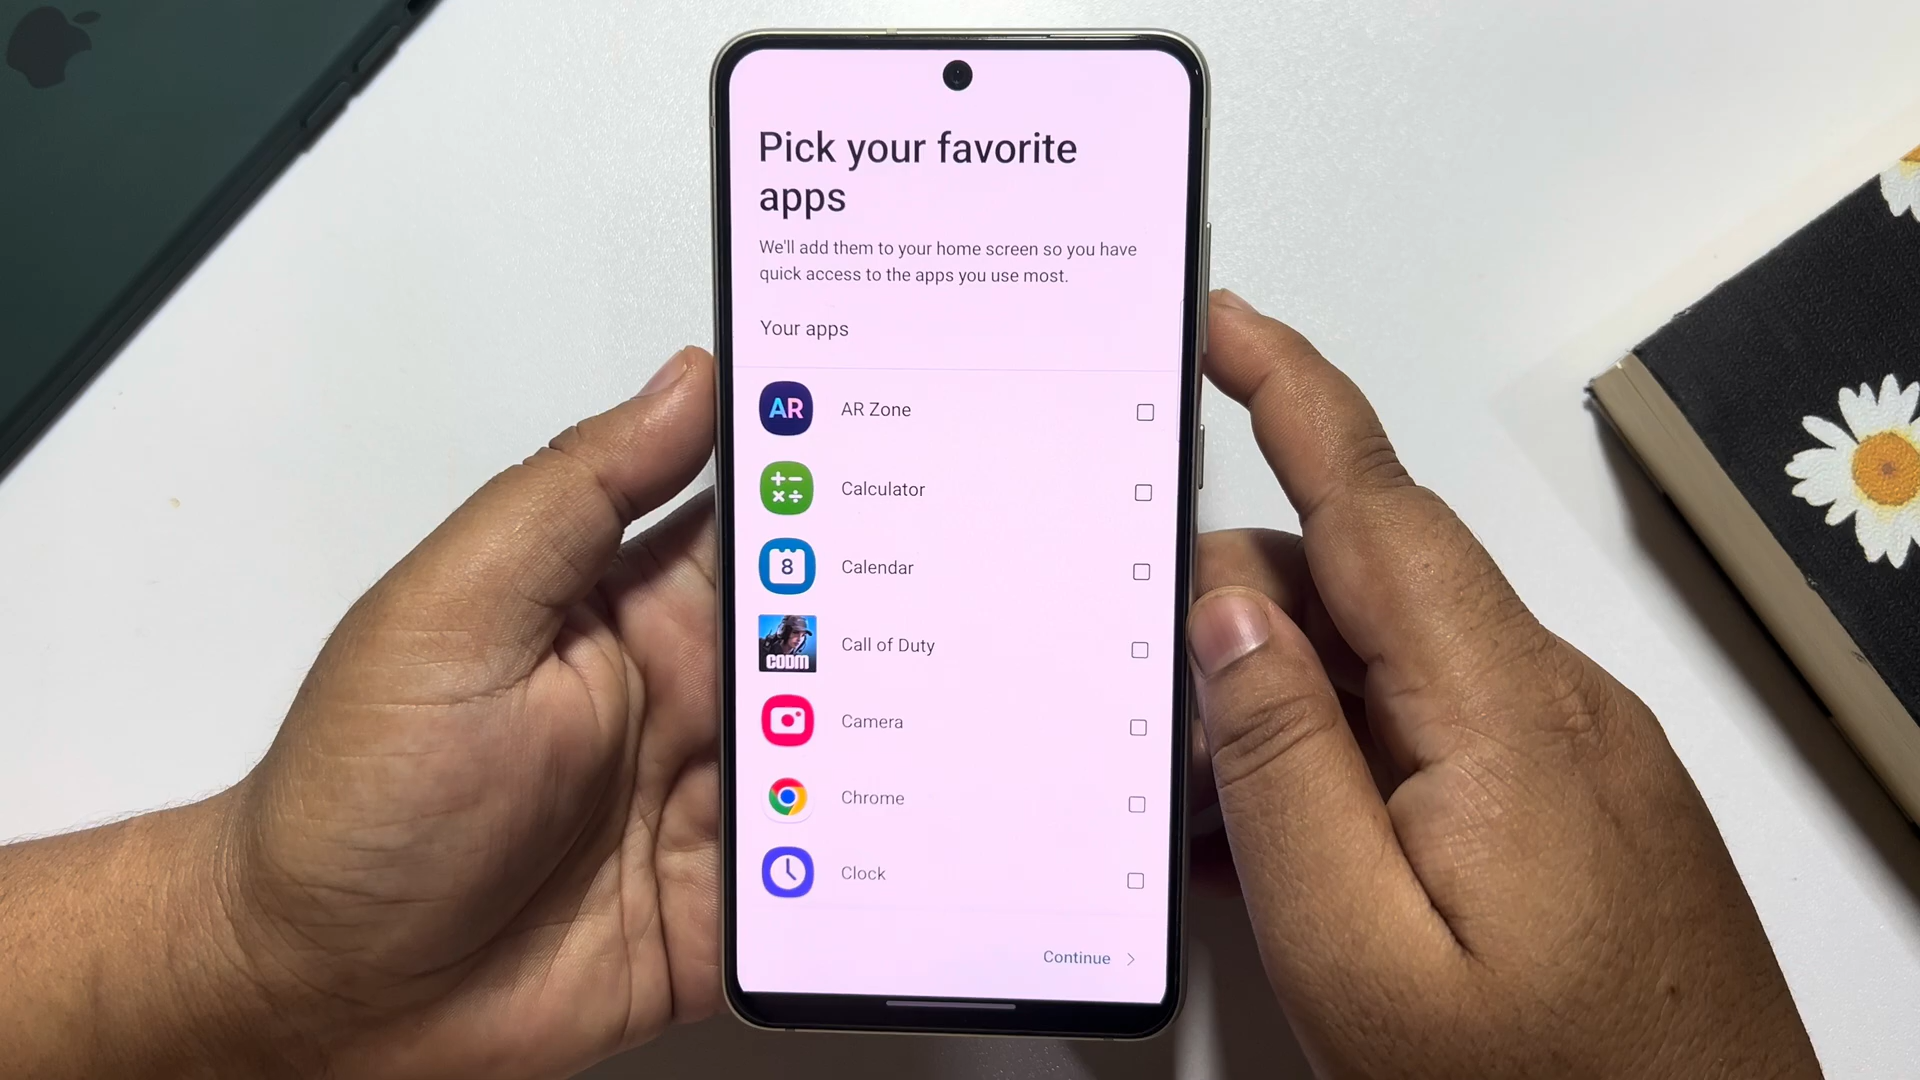 Pick your favorite
apps
We'll add them to your home screen so you have
quick access to the apps you use most.
Your apps
AR AR Zone
Calculator
8 Calendar
CODM Call of Duty
Camera
Chrome
Clock
Continue